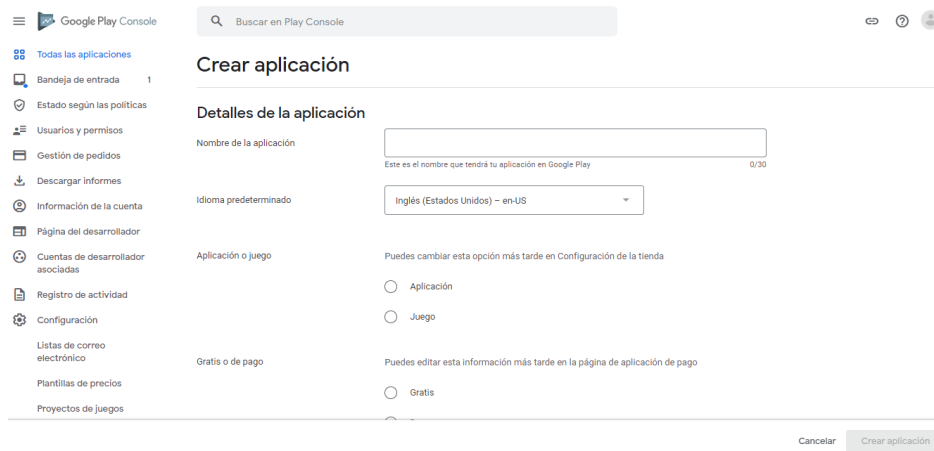 Google Play Console
Buscar en Play Console
Todas las aplicaciones
Bandeja de entrada 1
Estado según las políticas
Usuarios y permisos
Gestión de pedidos
Descargar informes
Información de la cuenta
Página del desarrollador
Cuentas de desarrollador
asociadas
Registro de actividad
Configuración
Listas de correo
electrónico
Plantillas de precios
Proyectos de juegos
Crear aplicación
Detalles de la aplicación
Nombre de la aplicación
Este es el nombre que tendrá tu aplicación en Google Play 0/30
Idioma predeterminado
Inglés (Estados Unidos) – en-US
Aplicación o juego
Puedes cambiar esta opción más tarde en Configuración de la tienda
Aplicación
Juego
Gratis o de pago
Puedes editar esta información más tarde en la página de aplicación de pago
Gratis
Cancelar
Crear aplicación